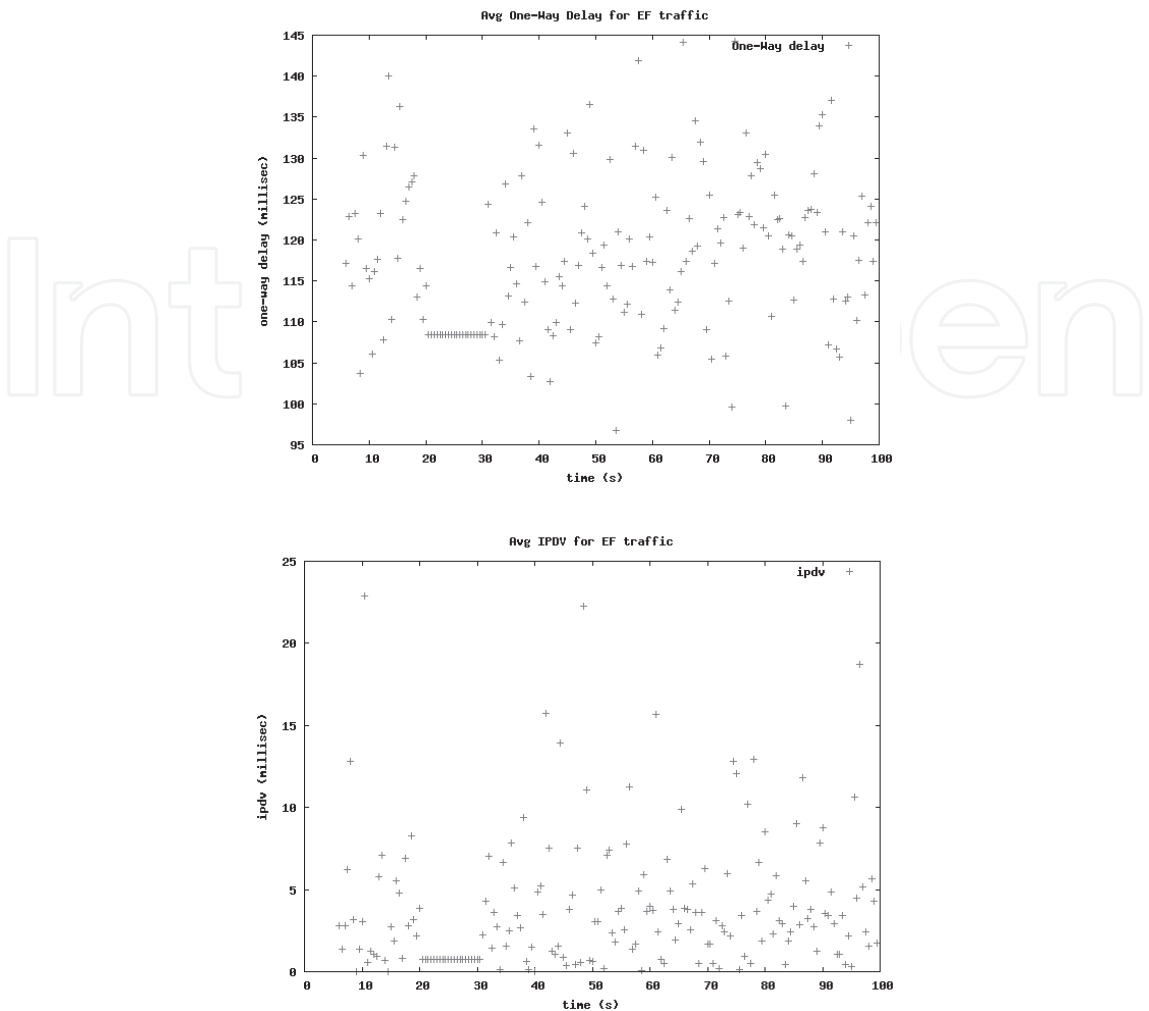 Avg One-Way Delay for EF traffic
145
One-Way delay
140
135
130
125
120
115
110
105
100
95
one-way delay (millisec)
0 10 20 30 40 50 60 70 80 90 100
time (s)
Int en
Avg IPDV for EF traffic
25
ipdv
20
15
10
5
0
ipdv (millisec)
0 10 20 30 40 50 60 70 80 90 100
time (s)